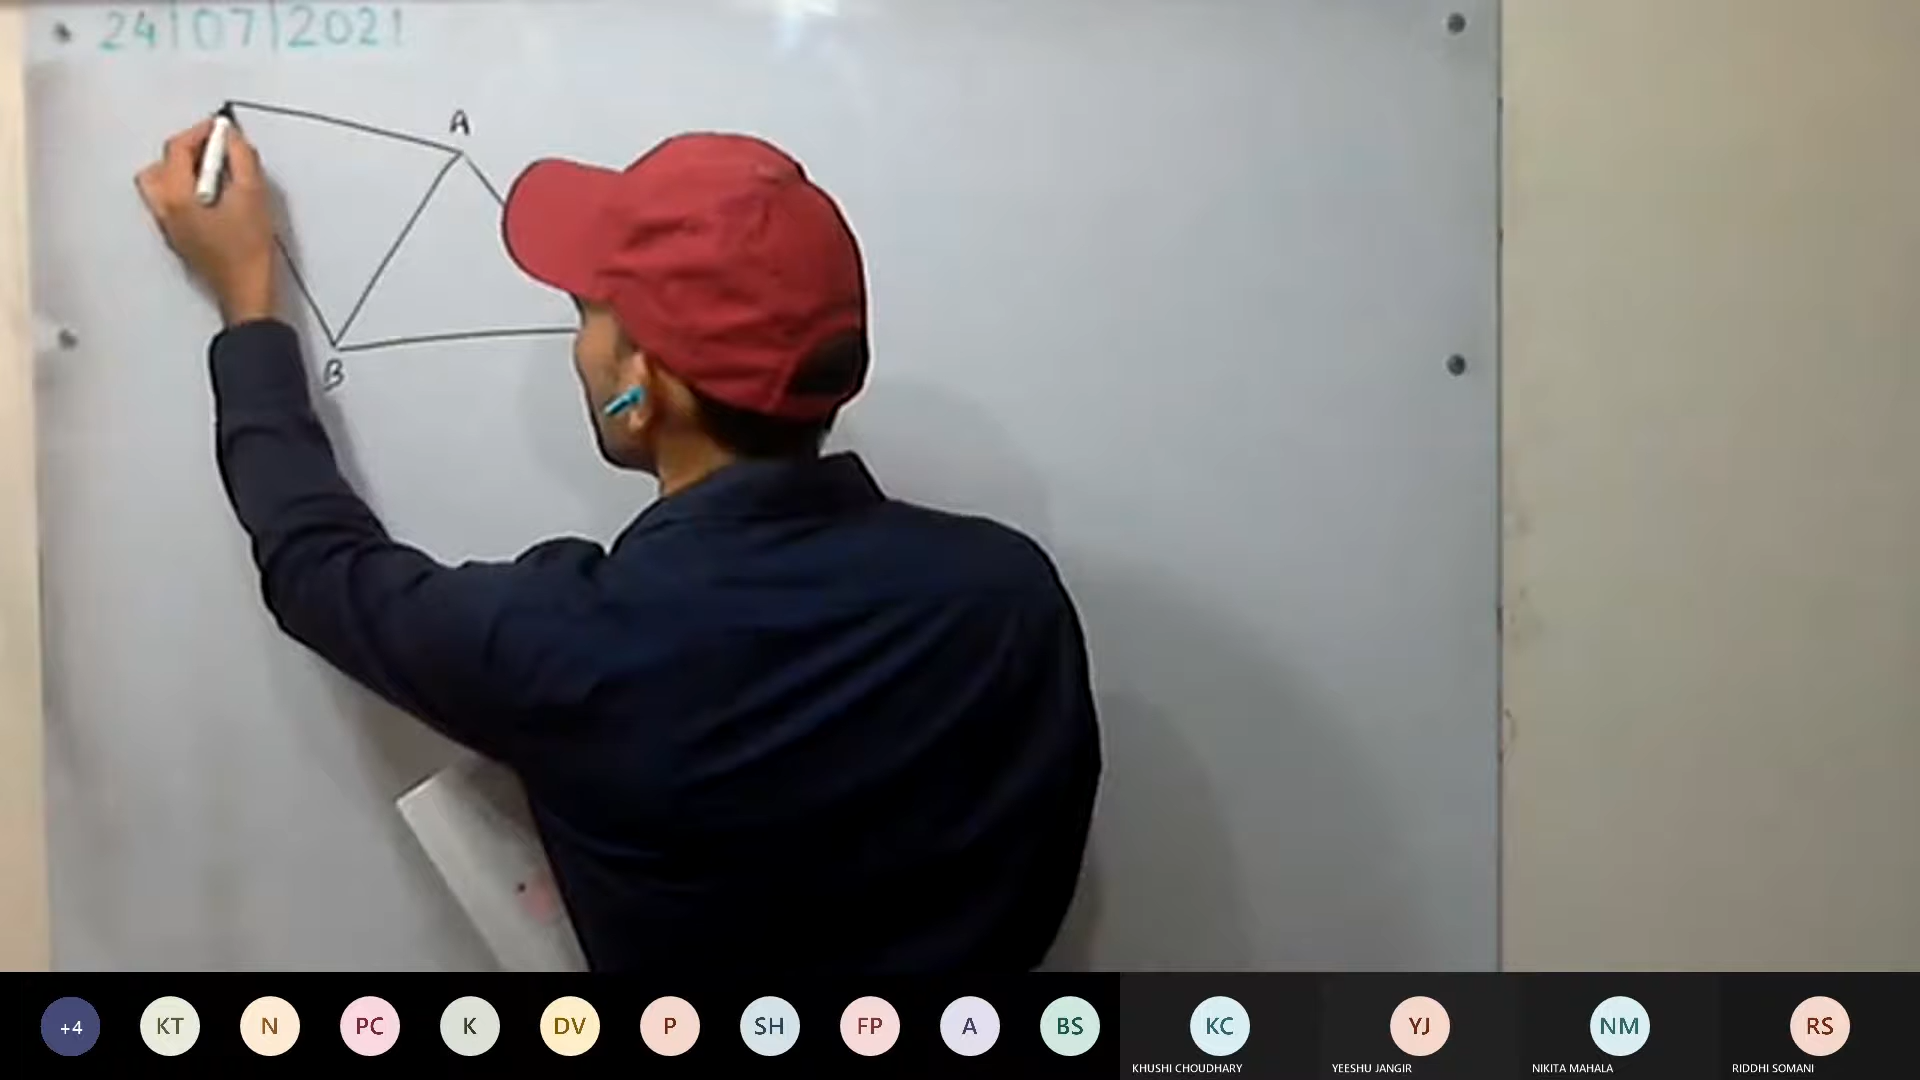 24|07|2021
A
B
+4
KT
N
PC
K
DV
P
SH
FP
A
BS
KC
YJ
NM
RS
KHUSHI CHOUDHARY
YEESHU JANGIR
NIKITA MAHALA
RIDDHI SOMANI